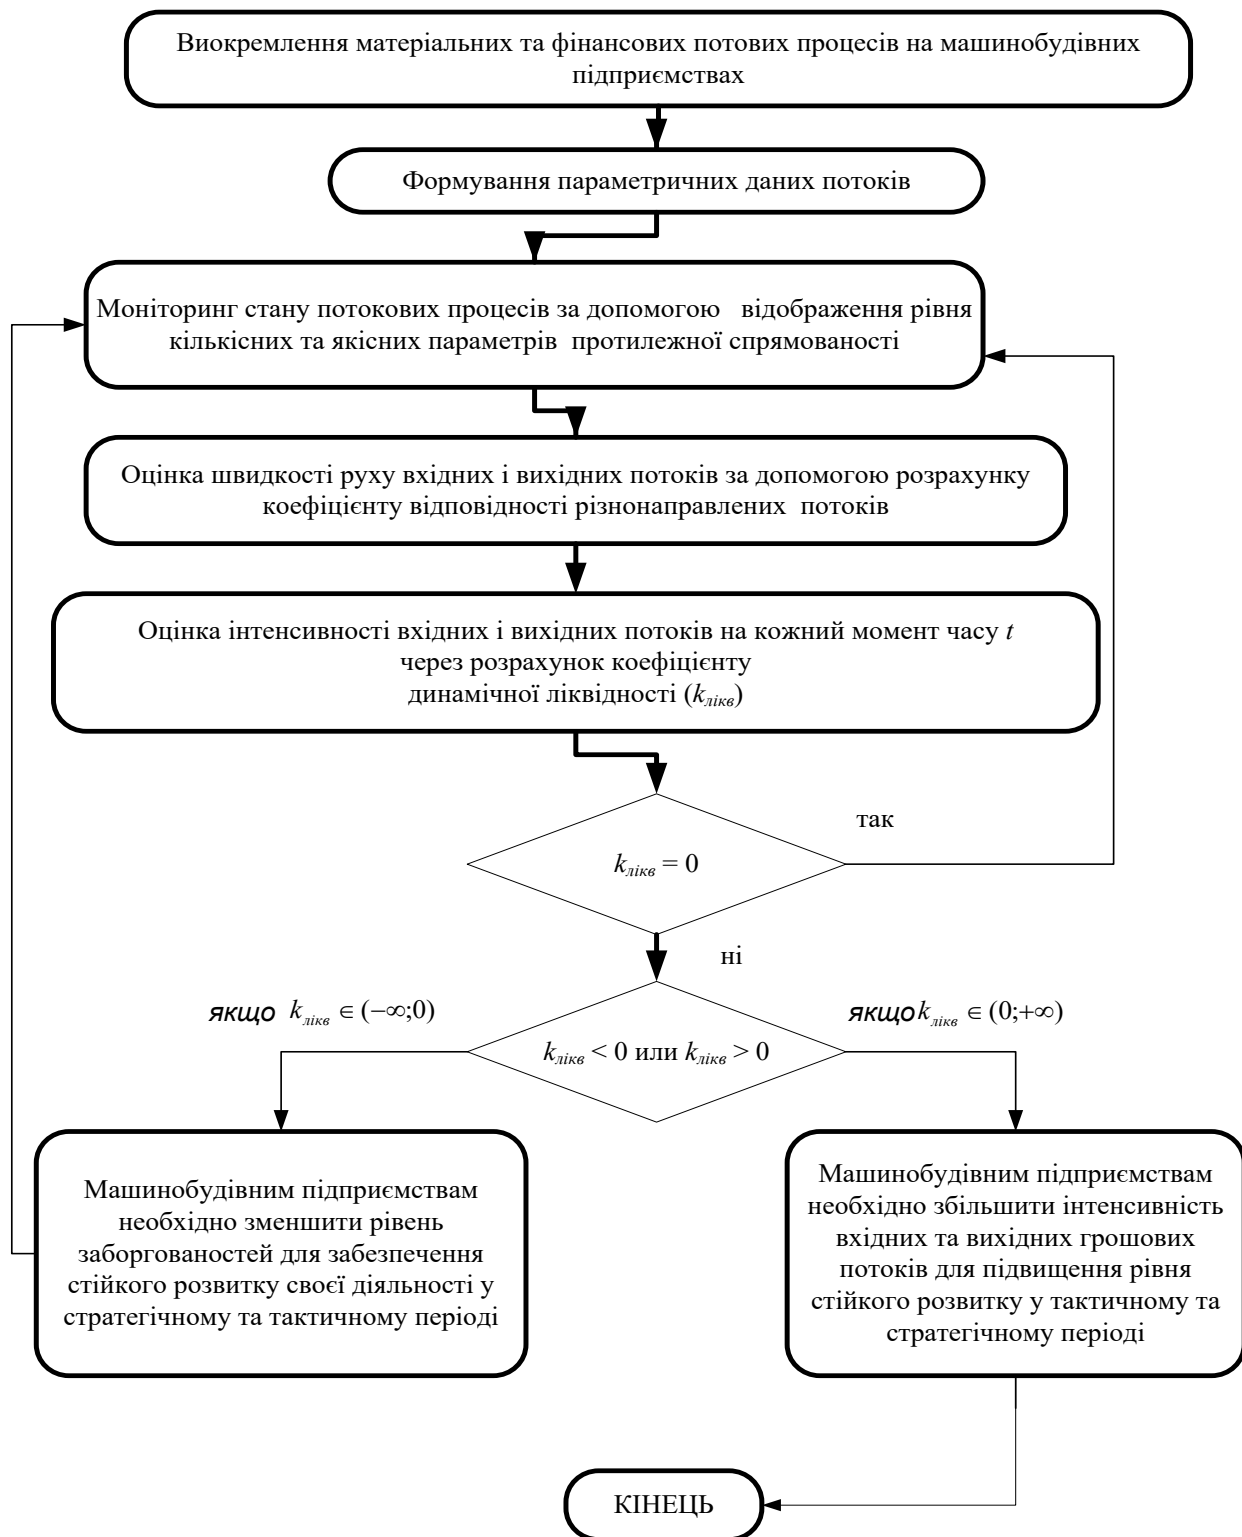 Виокремлення матеріальних та фінансових потових процесів на машинобудівних
підприємствах
Формування параметричних даних потоків
Моніторинг стану потокових процесів за допомогою відображення рівня
кількісних та якісних параметрів протилежної спрямованості
Оцінка швидкості руху вхідних і вихідних потоків за допомогою розрахунку
коефіцієнту відповідності різнонаправлених потоків
Оцінка інтенсивності вхідних і вихідних потоків на кожний момент часу t
через розрахунок коефіцієнту
динамічної ліквідності (kлікв)
так
kлікв = 0
ні
якщо kлікв ∈ (−∞;0)
якщо kлікв ∈ (0;+∞)
kлікв < 0 или kлікв > 0
Машинобудівним підприємствам
необхідно зменшити рівень
заборгованостей для забезпечення
стійкого розвитку своєї діяльності у
стратегічному та тактичному періоді
Машинобудівним підприємствам
необхідно збільшити інтенсивність
вхідних та вихідних грошових
потоків для підвищення рівня
стійкого розвитку у тактичному та
стратегічному періоді
КІНЕЦЬ